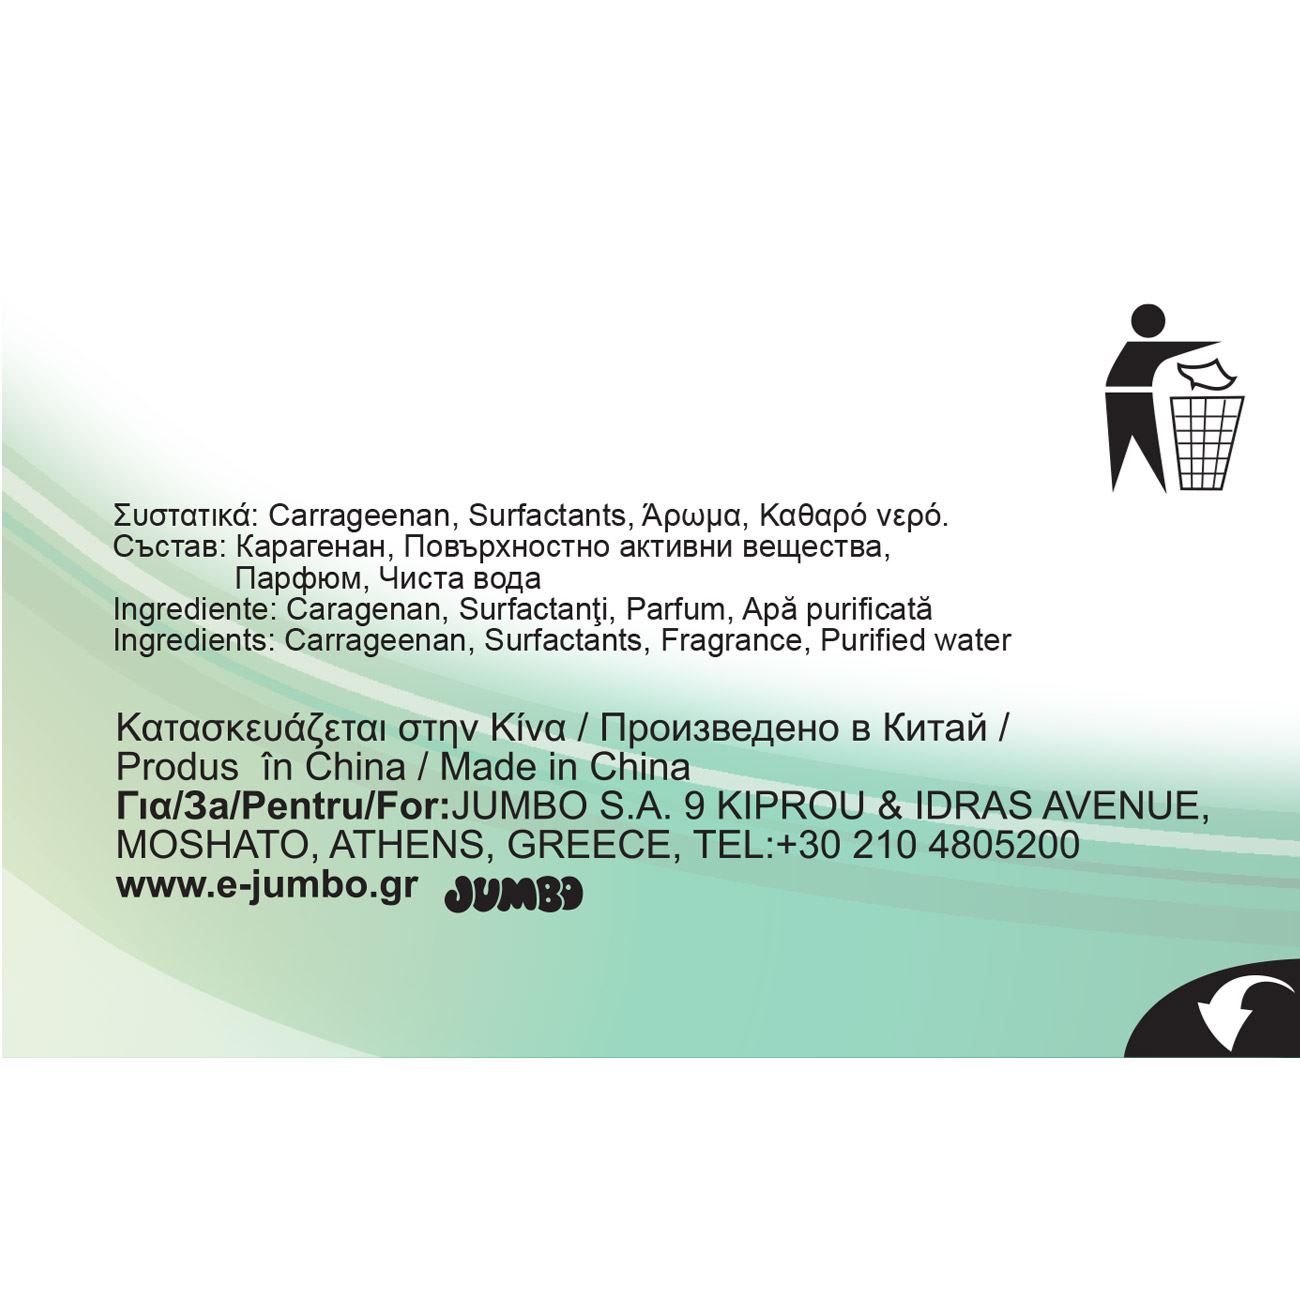 Συστατικά: Carrageenan, Surfactants, Άρωμα, Καθαρό νερό.
Състав: Карагенан, Повърхностно активни вещества,
Парфюм, Чиста вода
Ingrediente: Caragenan, Surfactanţi, Parfum, Apă purificată
Ingredients: Carrageenan, Surfactants, Fragrance, Purified water
Κατασκευάζεται στην Κίνα / Произведено в Китай /
Produs în China / Made in China
Για/За/Pentru/For:JUMBO S.A. 9 KIPROU & IDRAS AVENUE,
MOSHATO, ATHENS, GREECE, TEL:+30 210 4805200
www.e-jumbo.gr JUMBO